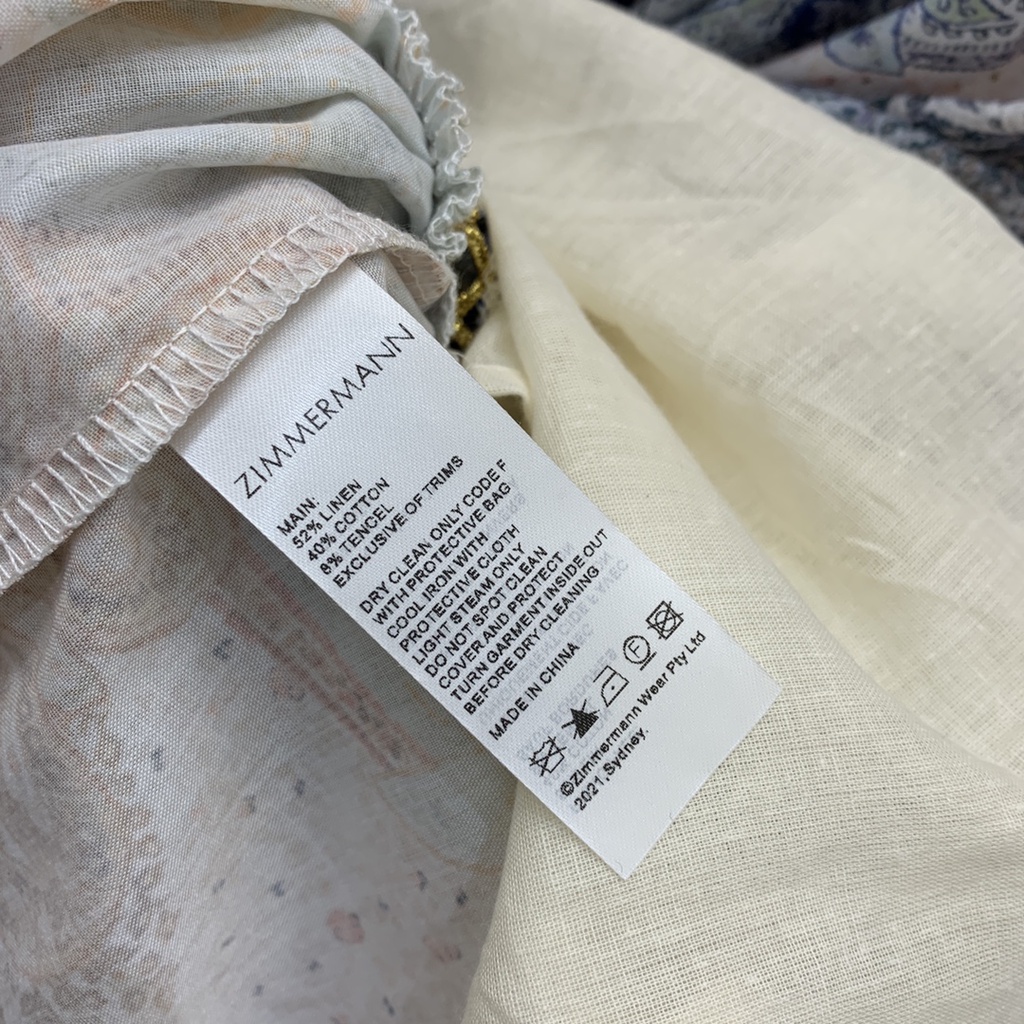 ZIMMERMANN
MAIN:
52% LINEN
40% COTTON
8% TENCEL
EXCLUSIVE OF TRIMS
DRY CLEAN ONLY CODE F
WITH PROTECTIVE BAG
COOL IRON WITH
PROTECTIVE CLOTH
LIGHT STEAM ONLY
DO NOT SPOT CLEAN
COVER AND PROTECT
TURN GARMENT INSIDE OUT
BEFORE DRY CLEANING
MADE IN CHINA
F
©Zimmermann Wear Pty Ltd
2021,Sydney.